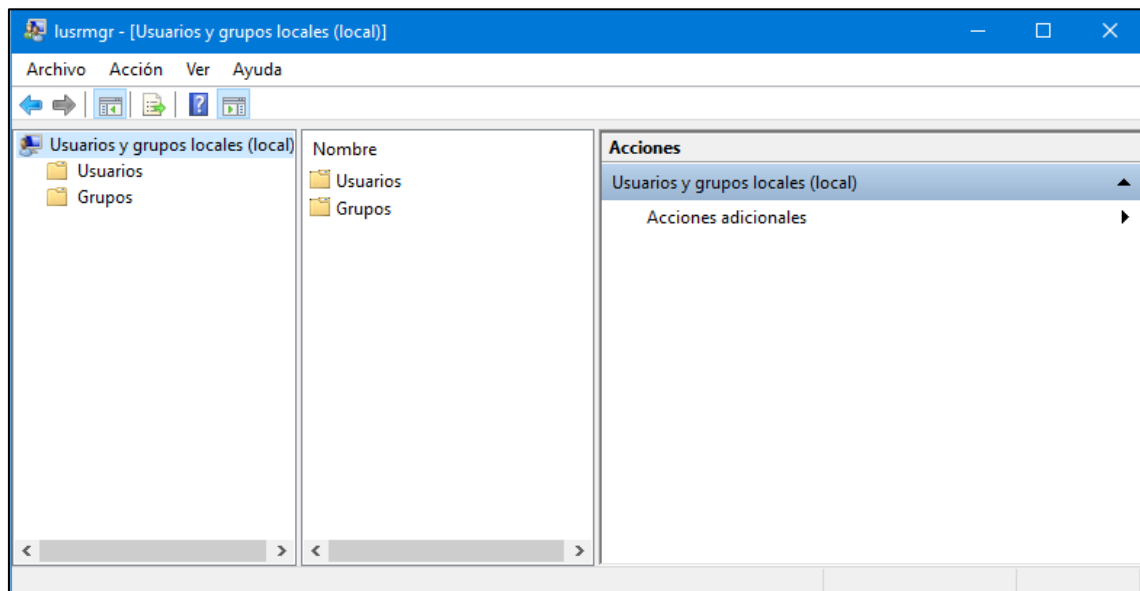 lusrmgr - [Usuarios y grupos locales (local)]
Archivo Acción Ver Ayuda
Usuarios y grupos locales (local)
Usuarios
Grupos
Nombre
Usuarios
Grupos
Acciones
Usuarios y grupos locales (local)
Acciones adicionales